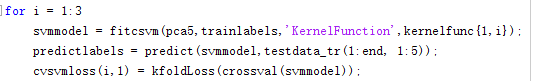 for i = 1:3
svmmodel = fitcsvm(pca5,trainlabels,'KernelFunction',kernelfunc{1,i});
predictlabels = predict(svmmodel,testdata_tr(1:end, 1:5));
cvsvmloss(i,1) = kfoldLoss(crossval(svmmodel));